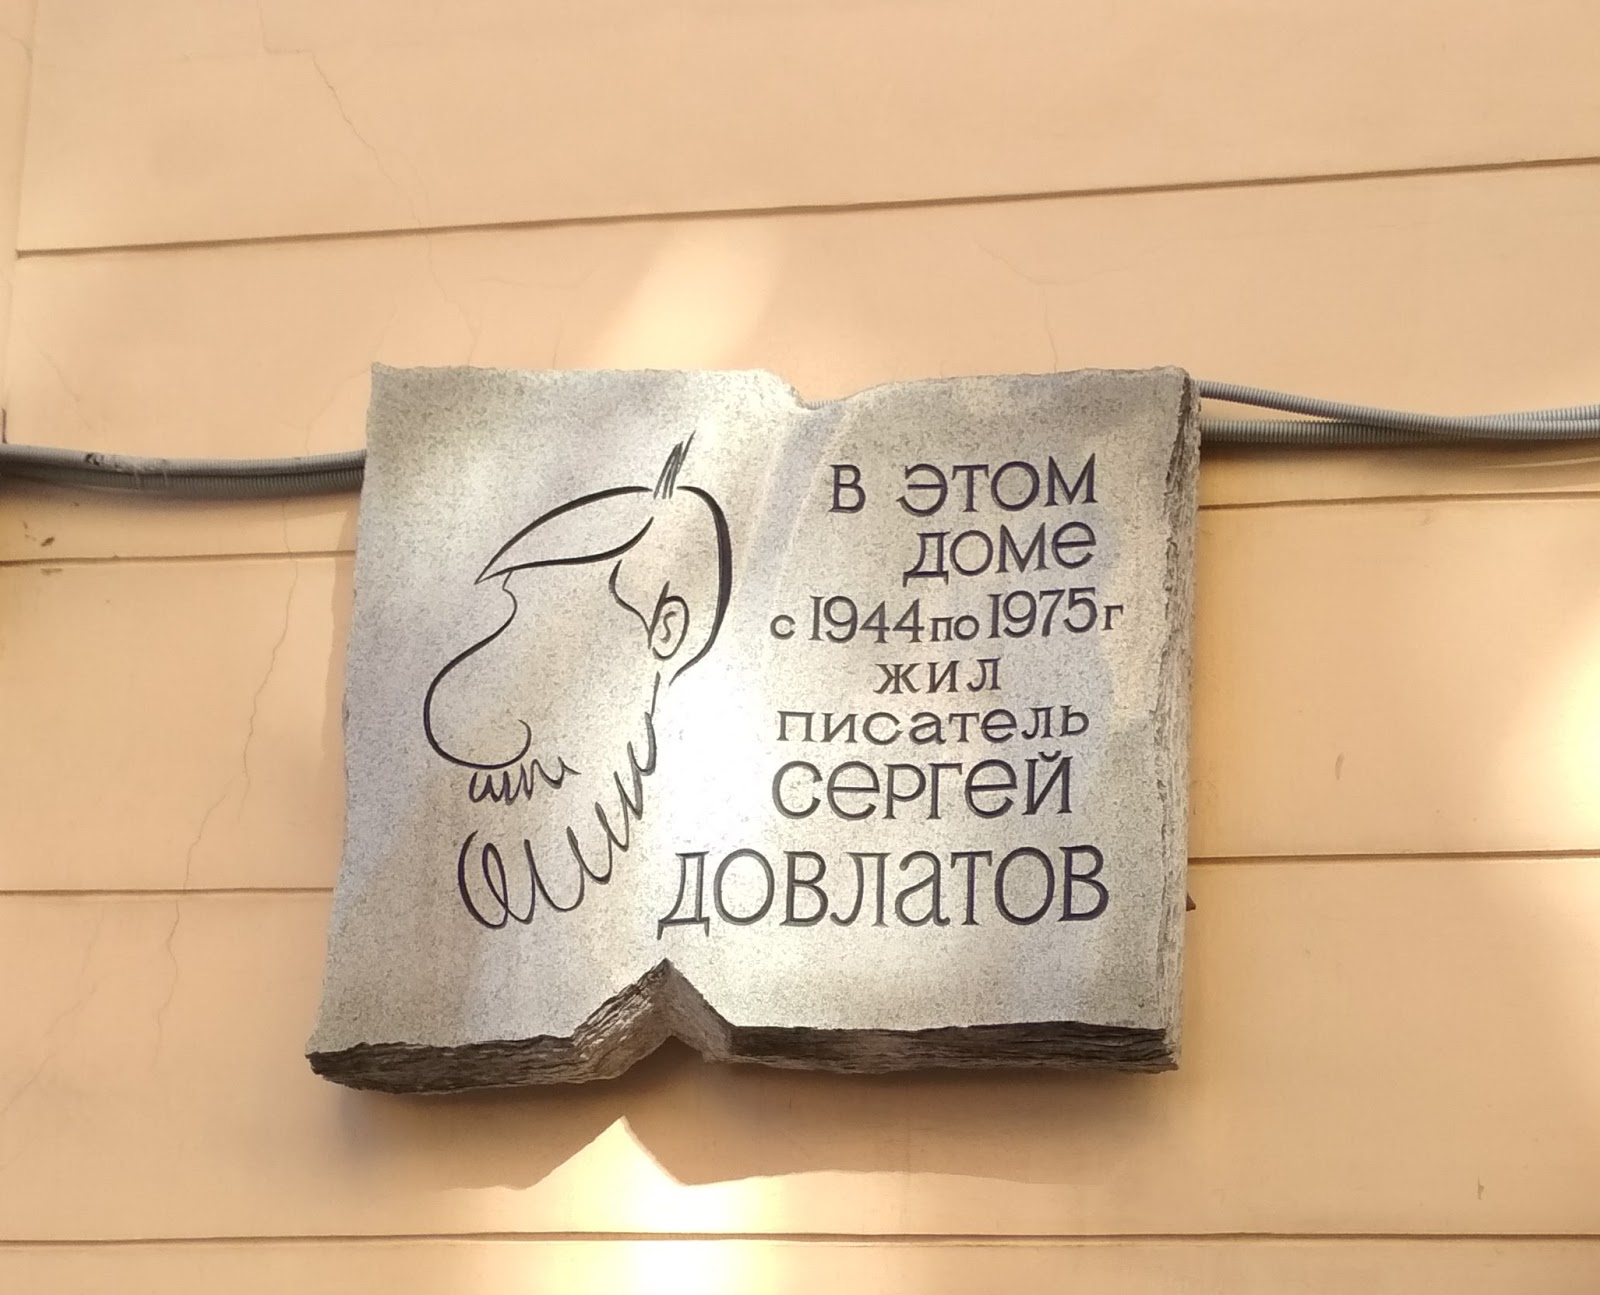 В ЭТОМ
ДОМе
с 1944 по 1975 г
жил
писатель
СеРГеЙ
ДОВЛаТОВ